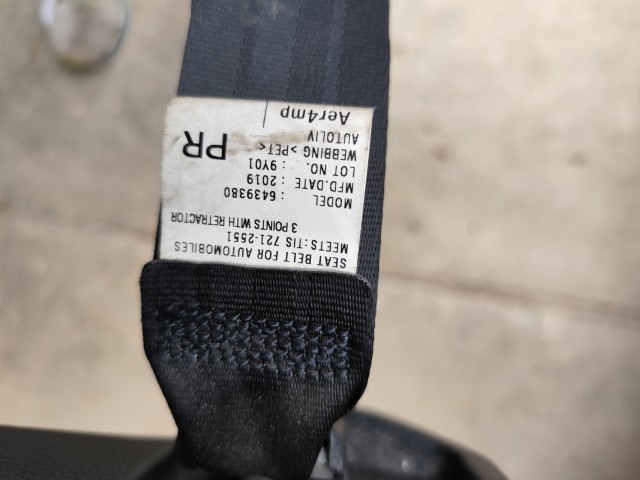 SEAT BELT FOR AUTOMOBILES
MEETS : TIS 721-2551
3 POINTS WITH RETRACTOR
MODEL : 6439380
MFD.DATE : 2019
LOT NO. : 9Y01
WEBBING >PET<
AUTOLIV
PR
Aer4mp